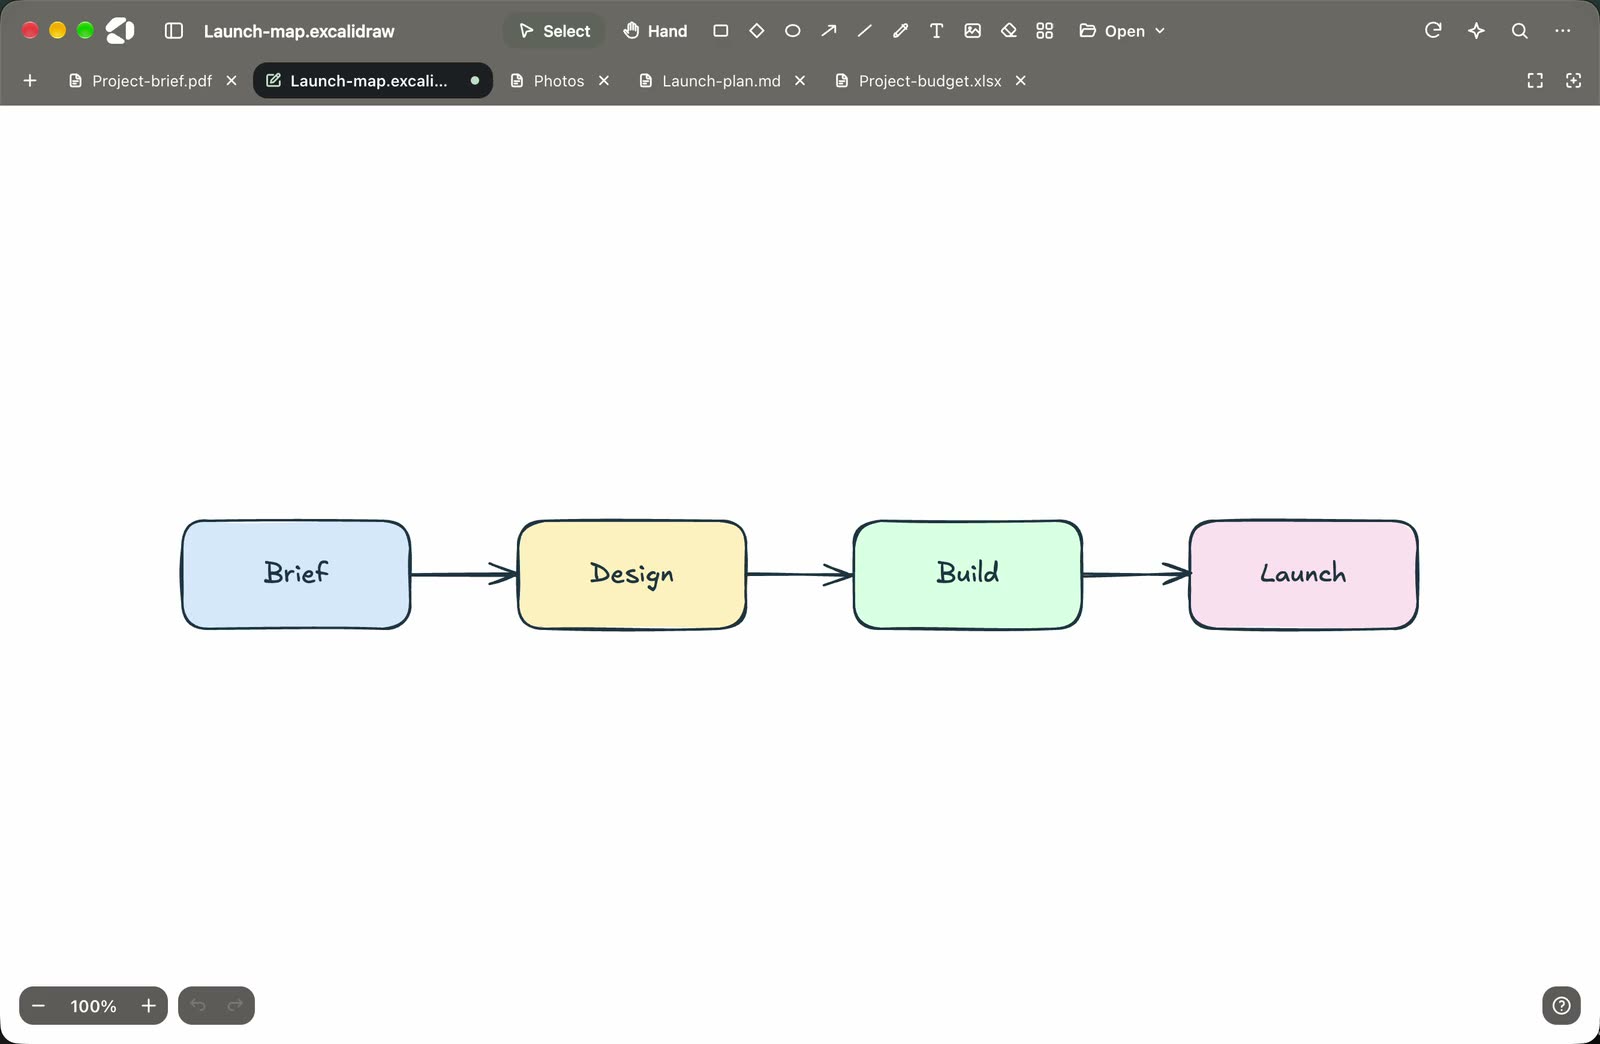 Launch-map.excalidraw
Select
Hand
Open
Project-brief.pdf
Launch-map.excali...
Photos
Launch-plan.md
Project-budget.xlsx
Brief
Design
Build
Launch
100%